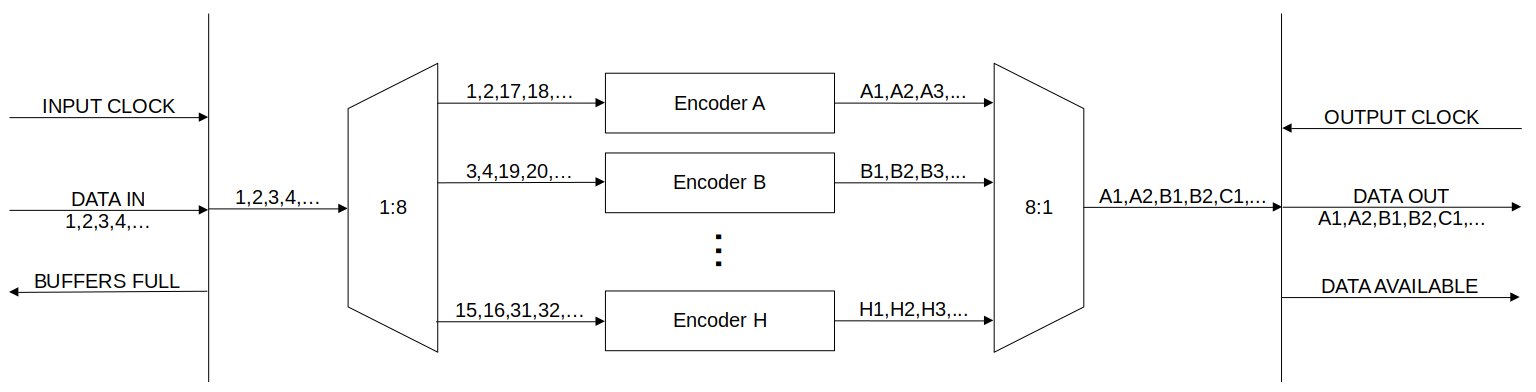 INPUT CLOCK
DATA IN
1,2,3,4,...
BUFFERS FULL
1,2,3,4,...
1:8
1,2,17,18,...
3,4,19,20,...
15,16,31,32,...
Encoder A
Encoder B
Encoder H
A1,A2,A3,...
B1,B2,B3,...
H1,H2,H3,...
8:1
A1,A2,B1,B2,C1,...
OUTPUT CLOCK
DATA OUT
A1,A2,B1,B2,C1,...
DATA AVAILABLE